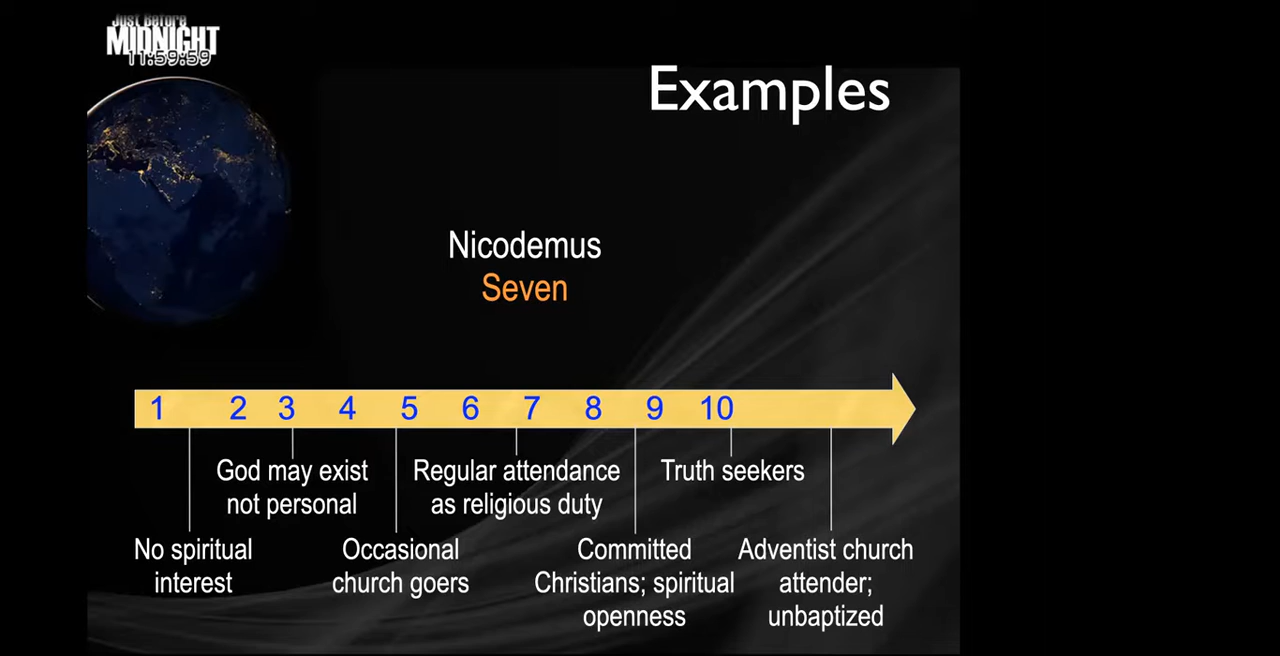 Just Before
MIDNIGHT
11:59:59
Examples
Nicodemus
Seven
1 2 3 4 5 6 7 8 9 10
God may exist
not personal
Regular attendance
as religious duty
Truth seekers
No spiritual
interest
Occasional
church goers
Committed
Christians; spiritual
openness
Adventist church
attender;
unbaptized